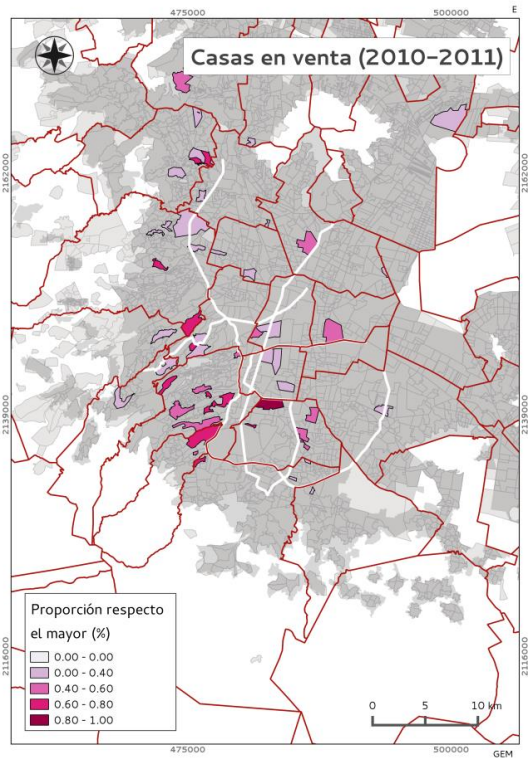 475000
500000
E
Casas en venta (2010–2011)
2162000
2162000
2139000
2139000
2116000
2116000
Proporción respecto
el mayor (%)
0.00 - 0.00
0.00 - 0.40
0.40 - 0.60
0.60 - 0.80
0.80 - 1.00
0 5 10 km
475000
500000
GEM